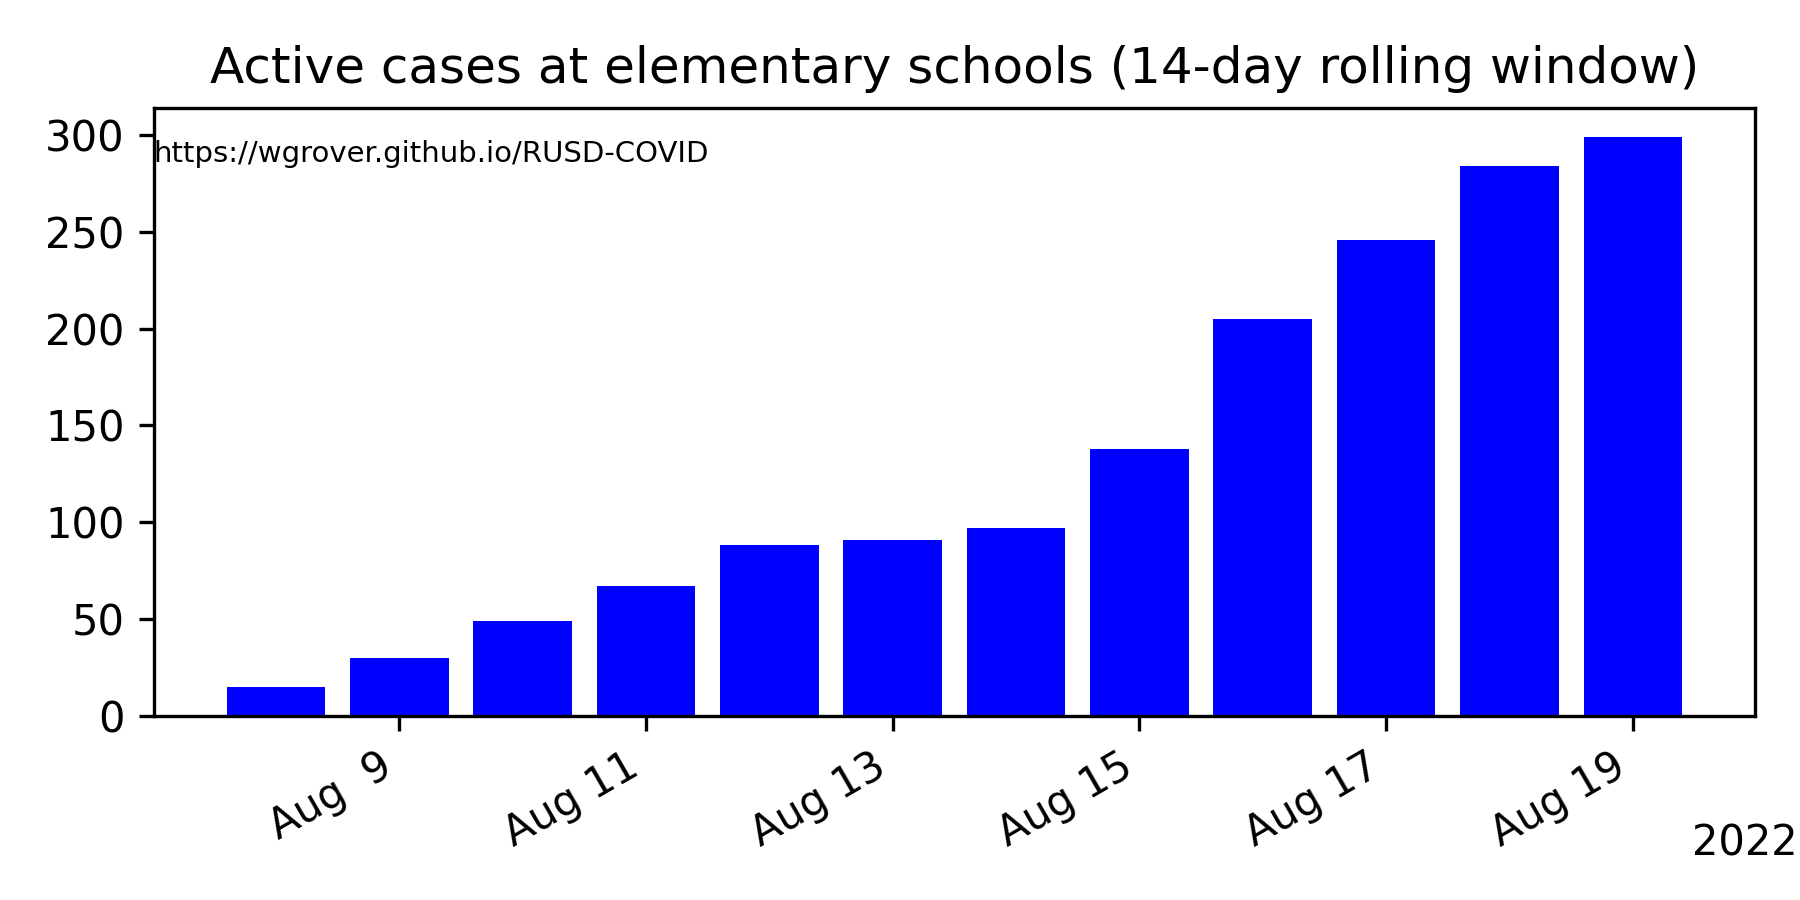 Active cases at elementary schools (14-day rolling window)
https://wgrover.github.io/RUSD-COVID
300
250
200
150
100
50
0
Aug  9
Aug 11
Aug 13
Aug 15
Aug 17
Aug 19
2022